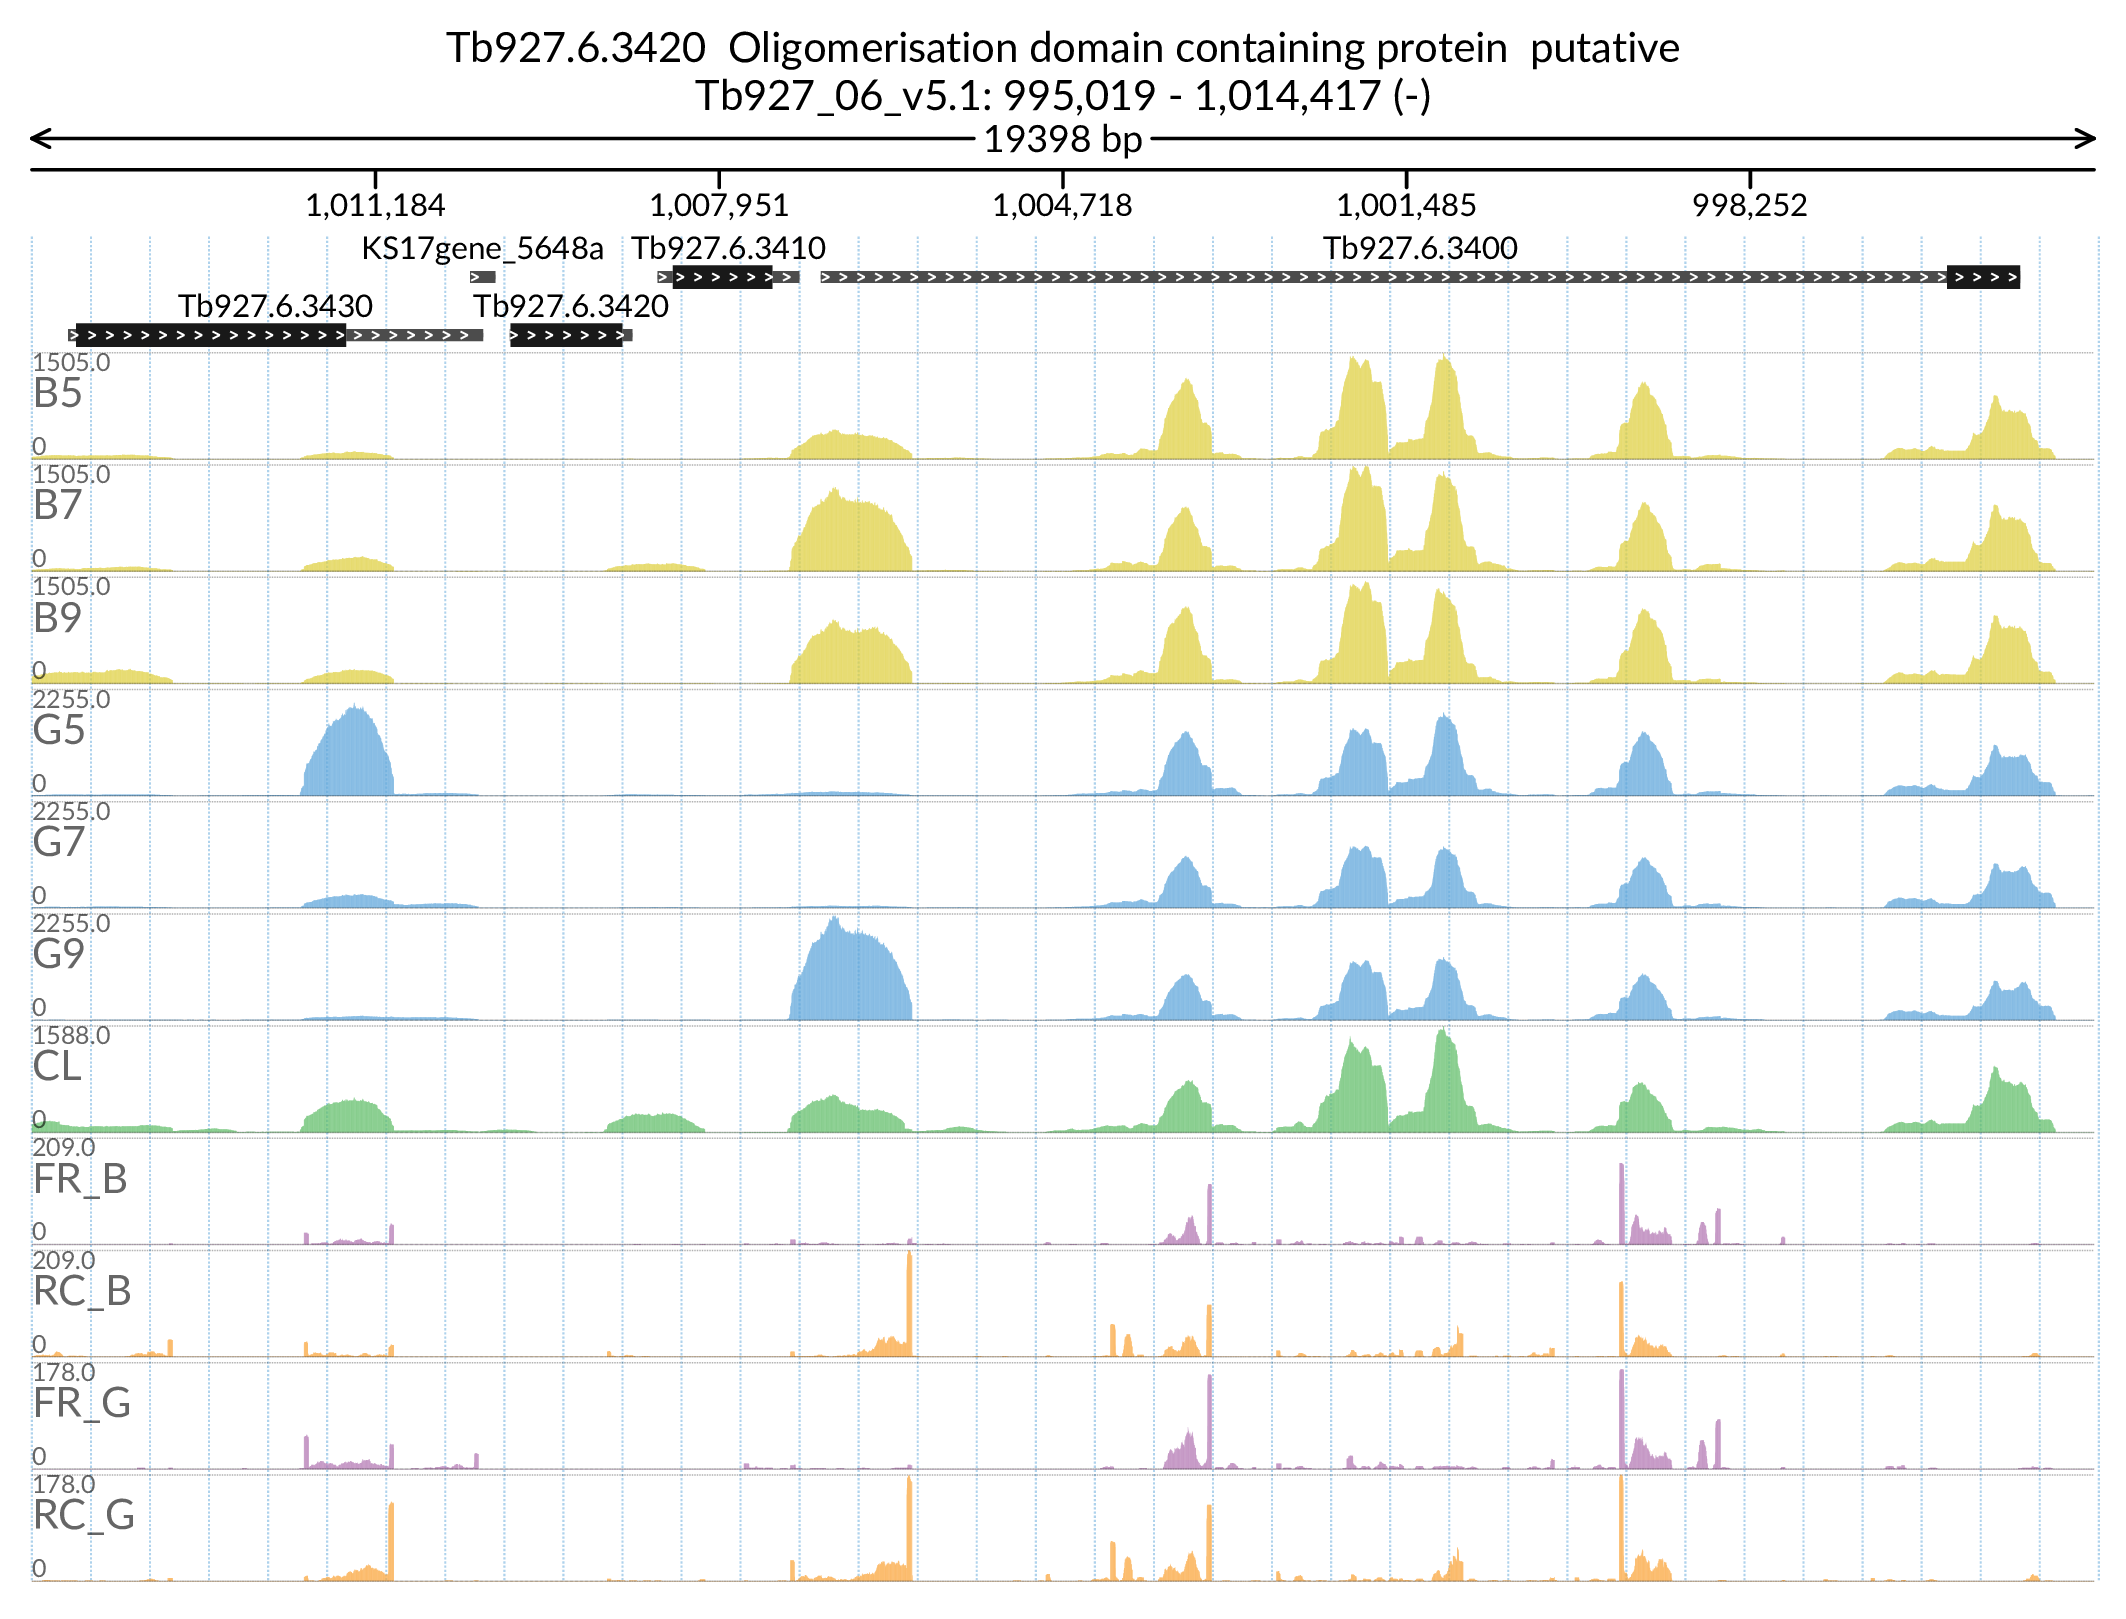 Tb927.6.3420  Oligomerisation domain containing protein  putative
Tb927_06_v5.1: 995,019 - 1,014,417 (-)
19398 bp
1,011,184 1,007,951 1,004,718 1,001,485 998,252
KS17gene_5648a Tb927.6.3410 Tb927.6.3400
Tb927.6.3430 Tb927.6.3420
1505.0
B5
0
1505.0
B7
0
1505.0
B9
0
2255.0
G5
0
2255.0
G7
0
2255.0
G9
0
1588.0
CL
0
209.0
FR_B
0
209.0
RC_B
0
178.0
FR_G
0
178.0
RC_G
0